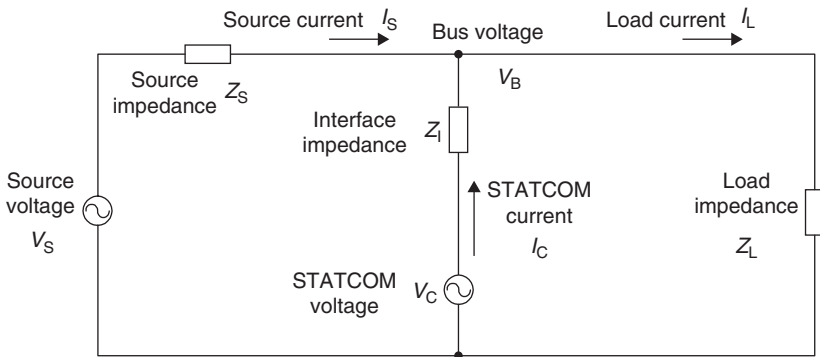 Source current I_S
Bus voltage
Load current I_L
Source
impedance Z_S
V_B
Interface
impedance Z_I
Source
voltage
V_S
STATCOM
current
I_C
Load
impedance
Z_L
STATCOM
voltage V_C